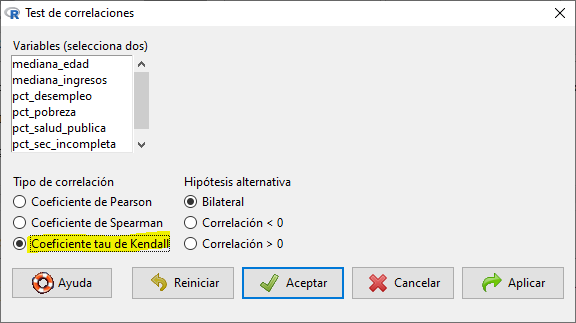 Test de correlaciones
Variables (selecciona dos)
mediana_edad
mediana_ingresos
pct_desempleo
pct_pobreza
pct_salud_publica
pct_sec_incompleta
Tipo de correlación
Coeficiente de Pearson
Coeficiente de Spearman
Coeficiente tau de Kendall
Hipótesis alternativa
Bilateral
Correlación < 0
Correlación > 0
Ayuda
Reiniciar
Aceptar
Cancelar
Aplicar